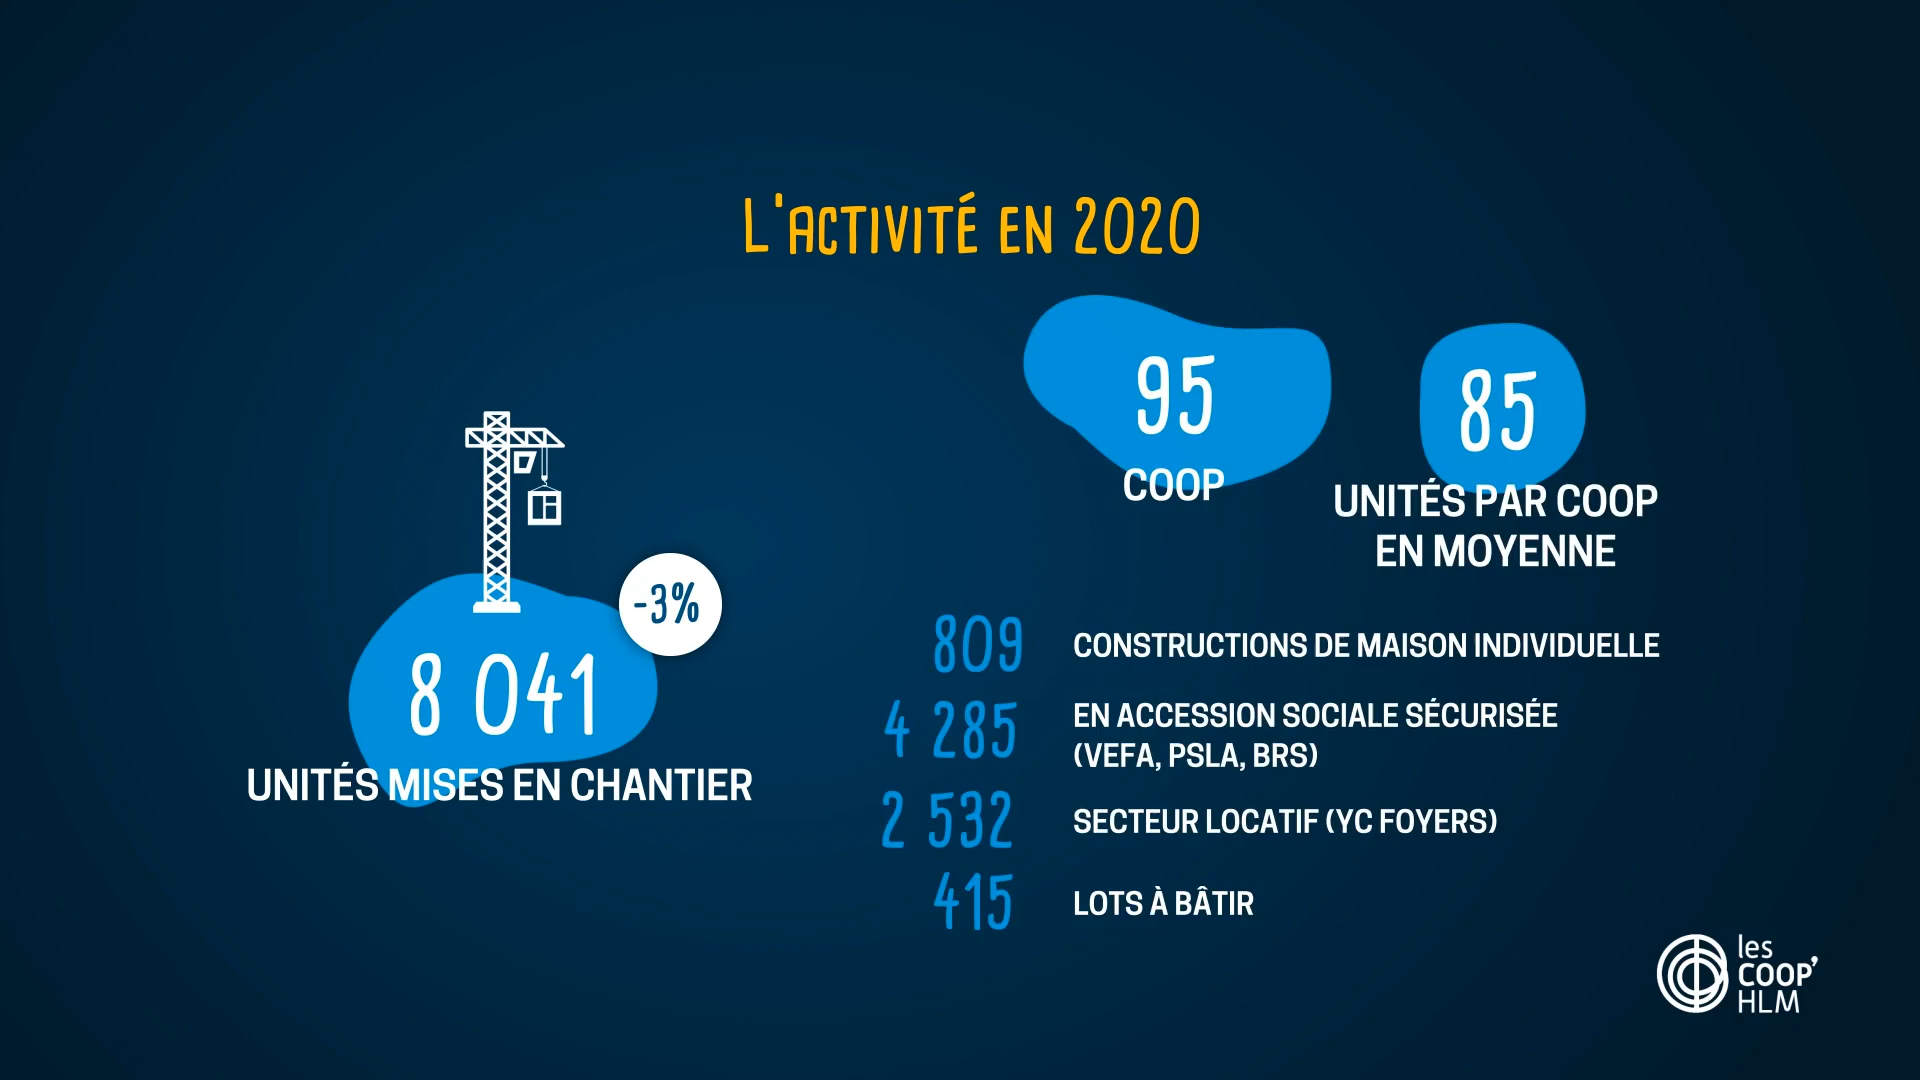 L'ACTIVITÉ EN 2020
95
COOP
85
UNITÉS PAR COOP
EN MOYENNE
-3%
8 041
UNITÉS MISES EN CHANTIER
809 CONSTRUCTIONS DE MAISON INDIVIDUELLE
4 285 EN ACCESSION SOCIALE SÉCURISÉE
(VEFA, PSLA, BRS)
2 532 SECTEUR LOCATIF (YC FOYERS)
415 LOTS À BÂTIR
les
COOP'
HLM